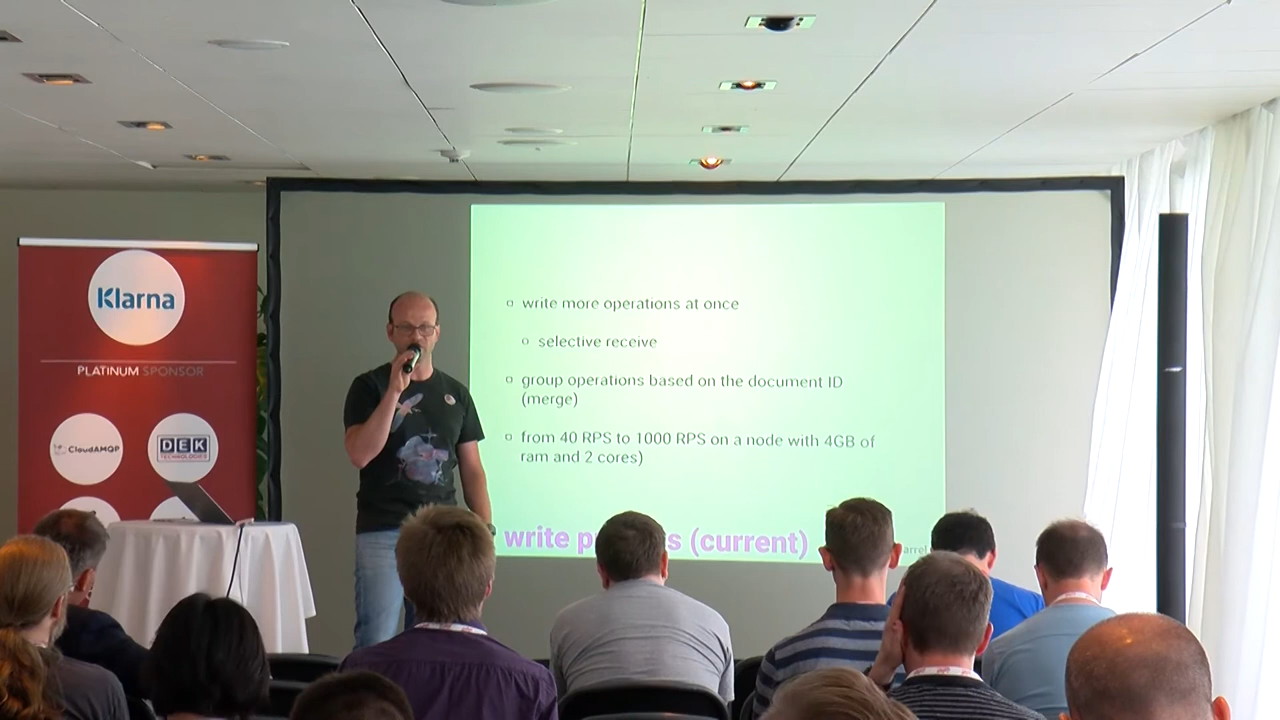 Klarna
PLATINUM SPONSOR
CloudAMQP
DEK
TECHNOLOGIES
write more operations at once
selective receive
group operations based on the document ID
(merge)
from 40 RPS to 1000 RPS on a node with 4GB of
ram and 2 cores)
write (current)